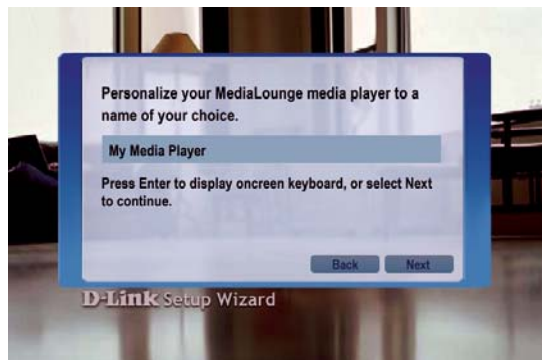 Personalize your MediaLounge media player to a
name of your choice.
My Media Player
Press Enter to display oncreen keyboard, or select Next
to continue.
Back Next
D-Link Setup Wizard